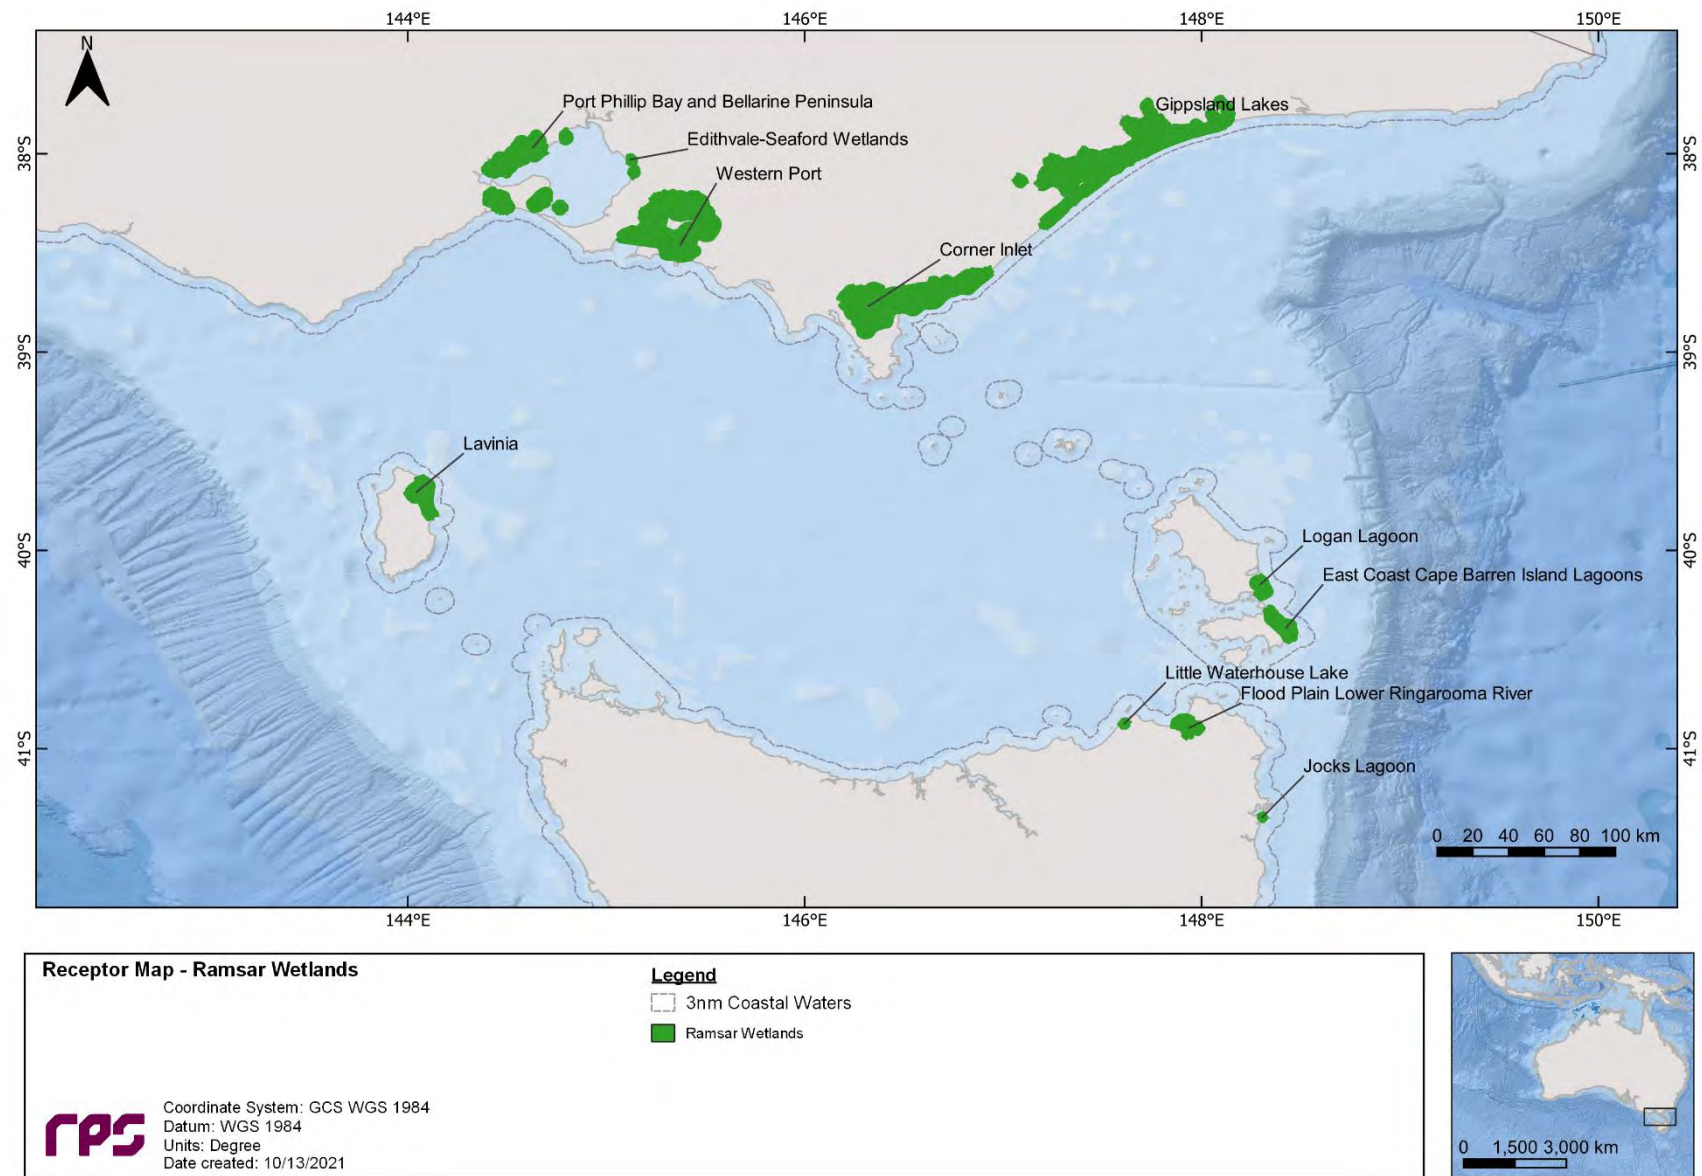 144°E 146°E 148°E 150°E
N
Port Phillip Bay and Bellarine Peninsula
Gippsland Lakes
Edithvale-Seaford Wetlands
38°S
38°S
Western Port
Corner Inlet
39°S
39°S
Lavinia
Logan Lagoon
40°S
40°S
East Coast Cape Barren Island Lagoons
Little Waterhouse Lake
Flood Plain Lower Ringarooma River
41°S
41°S
Jocks Lagoon
0 20 40 60 80 100 km
144°E 146°E 148°E 150°E
Receptor Map - Ramsar Wetlands
Legend
3nm Coastal Waters
Ramsar Wetlands
rps
Coordinate System: GCS WGS 1984
Datum: WGS 1984
Units: Degree
Date created: 10/13/2021
0 1,500 3,000 km